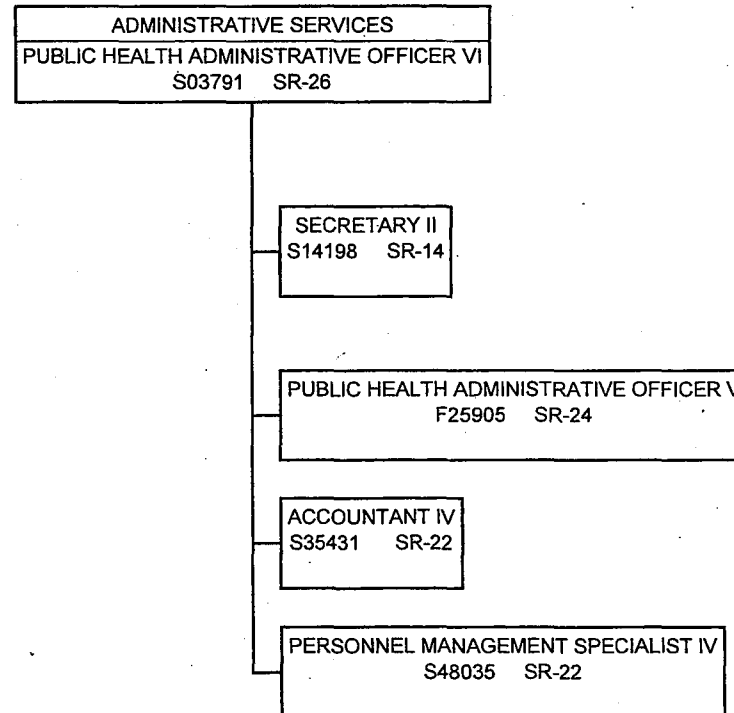 ADMINISTRATIVE SERVICES
PUBLIC HEALTH ADMINISTRATIVE OFFICER VI
S03791 SR-26
SECRETARY II
S14198 SR-14
PUBLIC HEALTH ADMINISTRATIVE OFFICER V
F25905 SR-24
ACCOUNTANT IV
S35431 SR-22
PERSONNEL MANAGEMENT SPECIALIST IV
S48035 SR-22